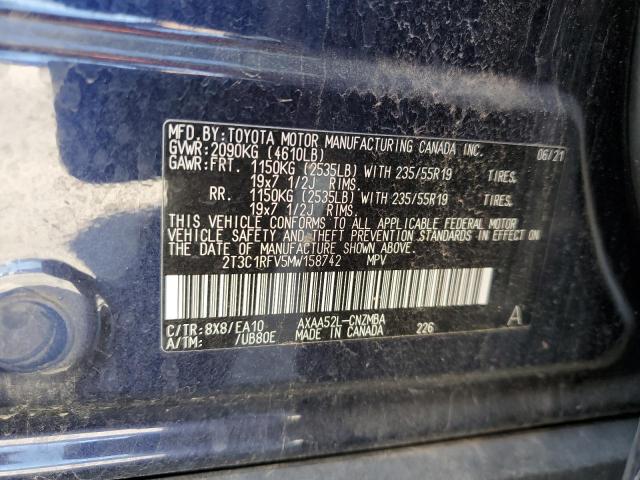 MFD.BY:TOYOTA MOTOR MANUFACTURING CANADA INC.
GVWR:2090KG (4610LB) 06/21
GAWR:FRT. 1150KG (2535LB) WITH 235/55R19 TIRES,
19x7 1/2J RIMS.
RR. 1150KG (2535LB) WITH 235/55R19 TIRES,
19x7 1/2J RIMS.
THIS VEHICLE CONFORMS TO ALL APPLICABLE FEDERAL MOTOR
VEHICLE SAFETY AND THEFT PREVENTION STANDARDS IN EFFECT ON
THE DATE OF MANUFACTURE SHOWN ABOVE.
2T3C1RFV5MW158742 MPV
C/TR:8X8/EA10 AXAA52L-CNZMBA A
A/TM: /UB80E MADE IN CANADA 226